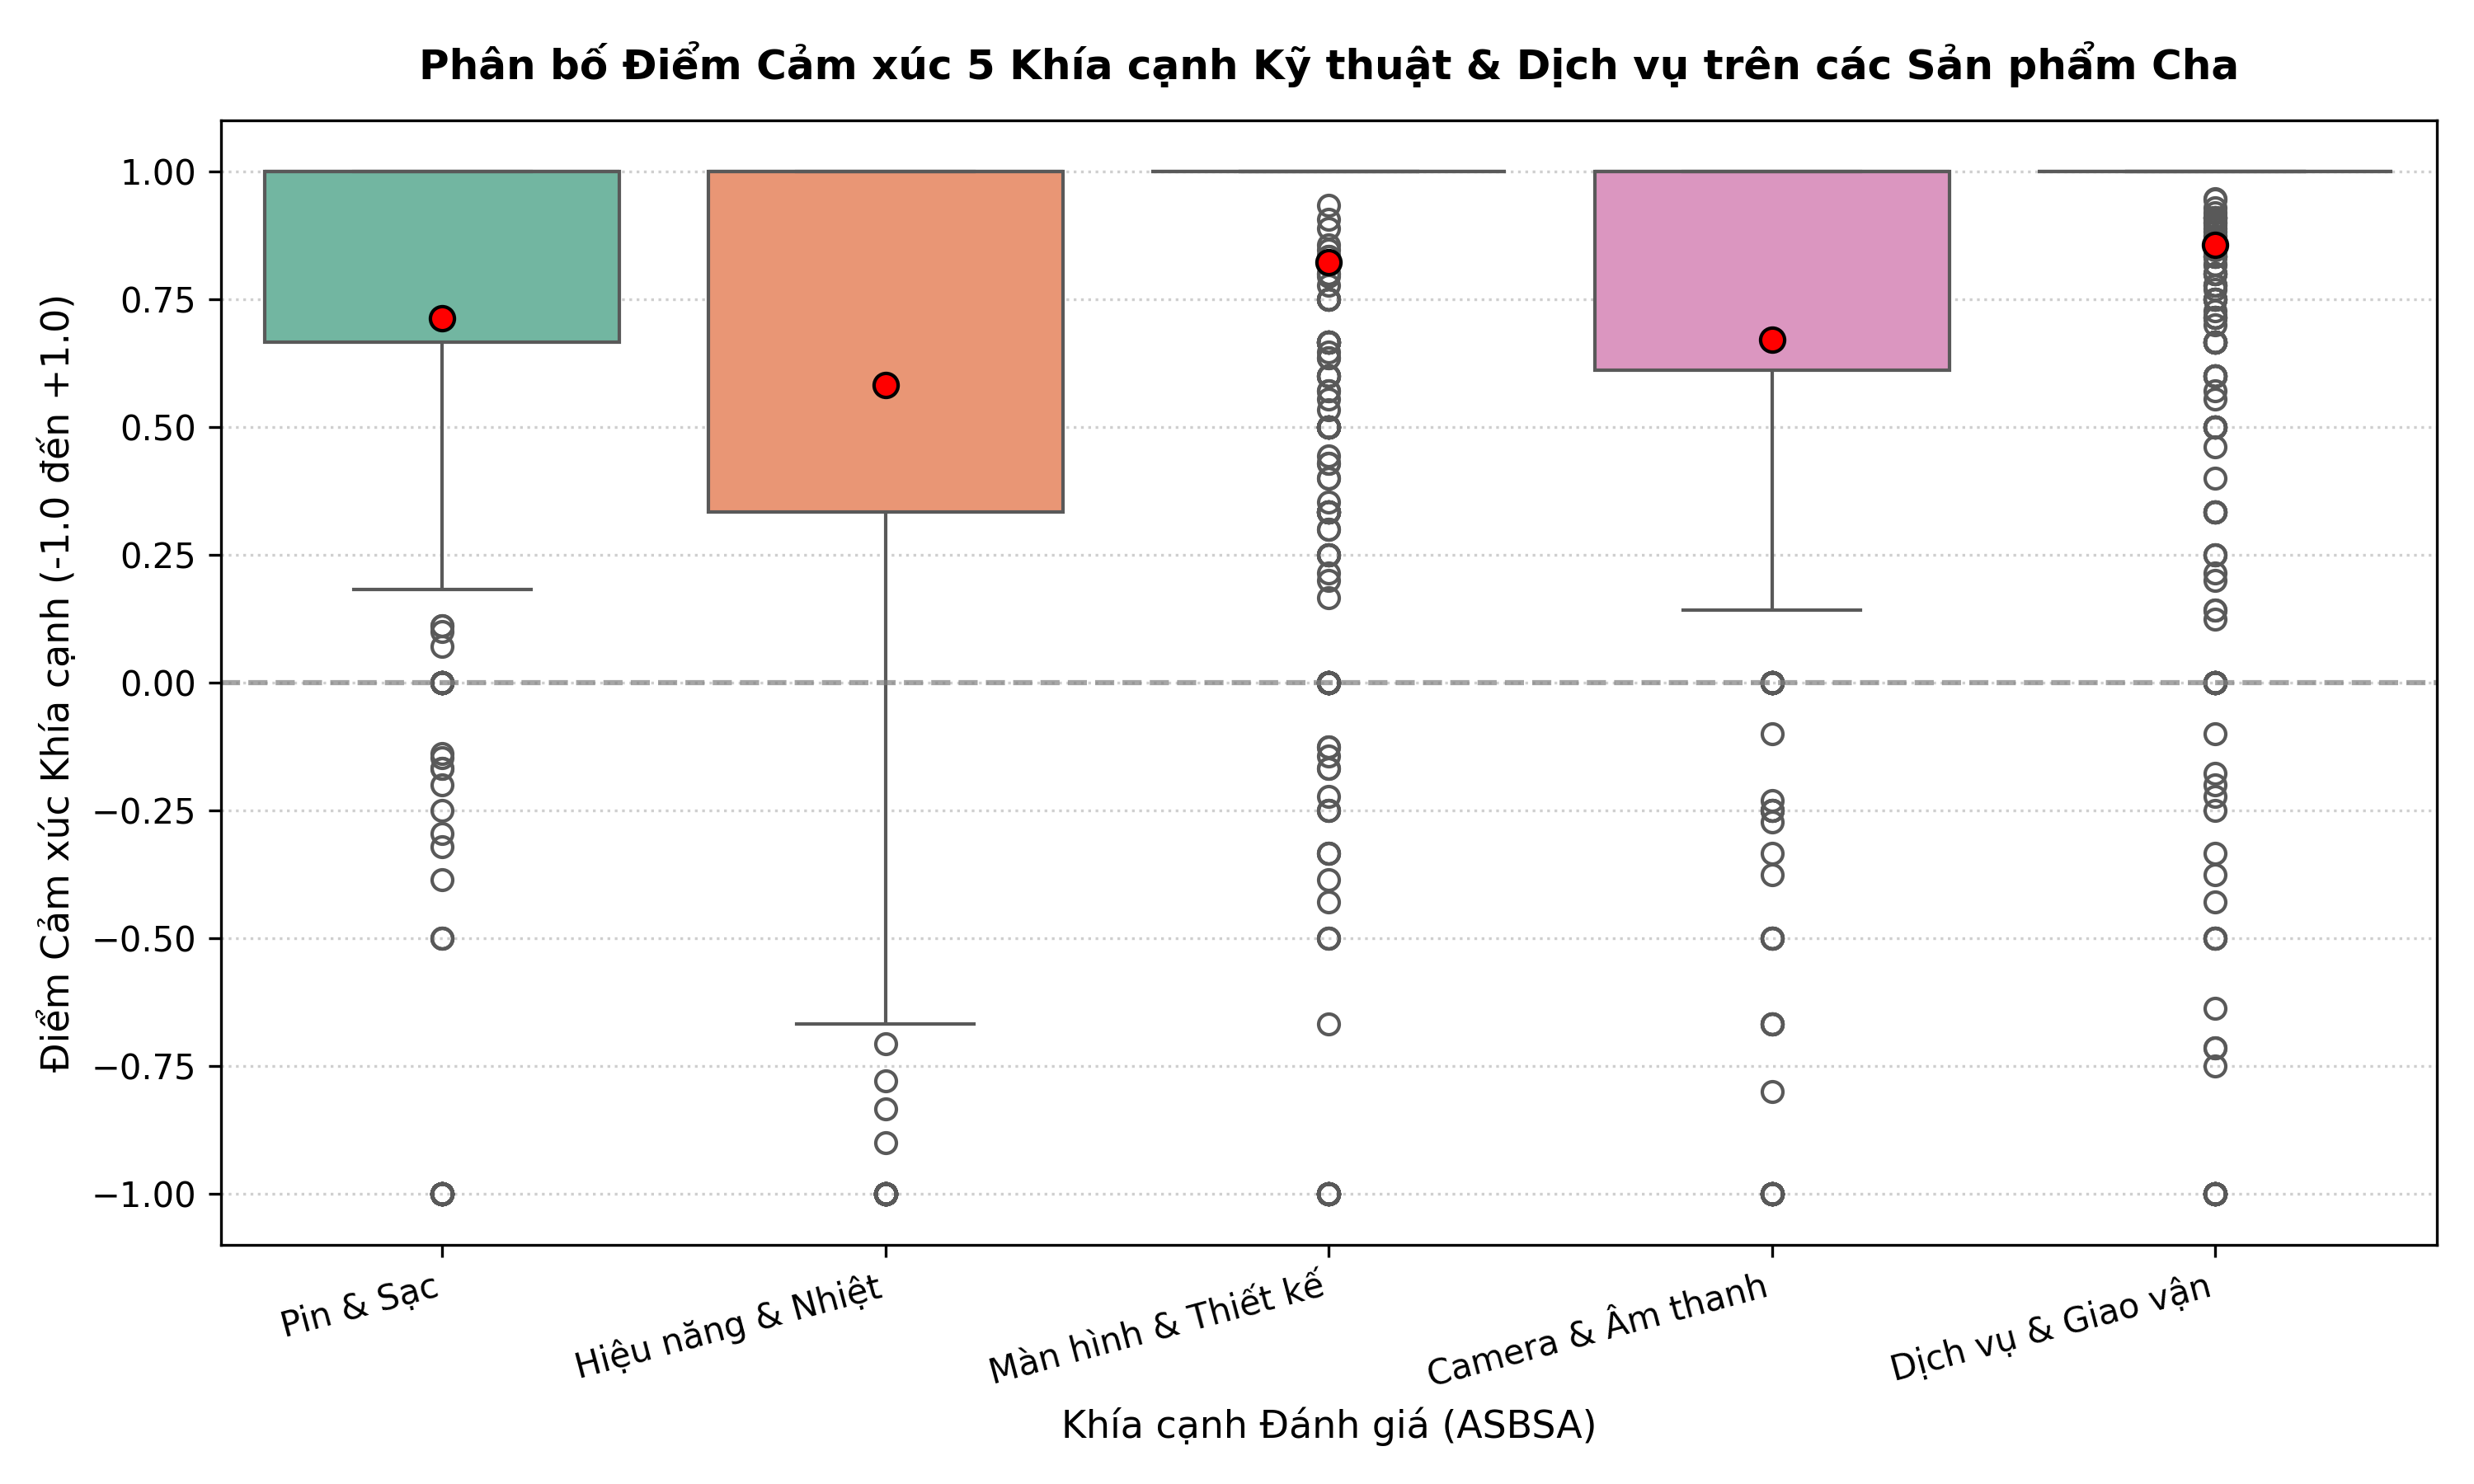 Phân bố Điểm Cảm xúc 5 Khía cạnh Kỹ thuật & Dịch vụ trên các Sản phẩm Cha
Điểm Cảm xúc Khía cạnh (-1.0 đến +1.0)
1.00
0.75
0.50
0.25
0.00
−0.25
−0.50
−0.75
−1.00
Pin & Sạc
Hiệu năng & Nhiệt
Màn hình & Thiết kế
Camera & Âm thanh
Dịch vụ & Giao vận
Khía cạnh Đánh giá (ASBSA)